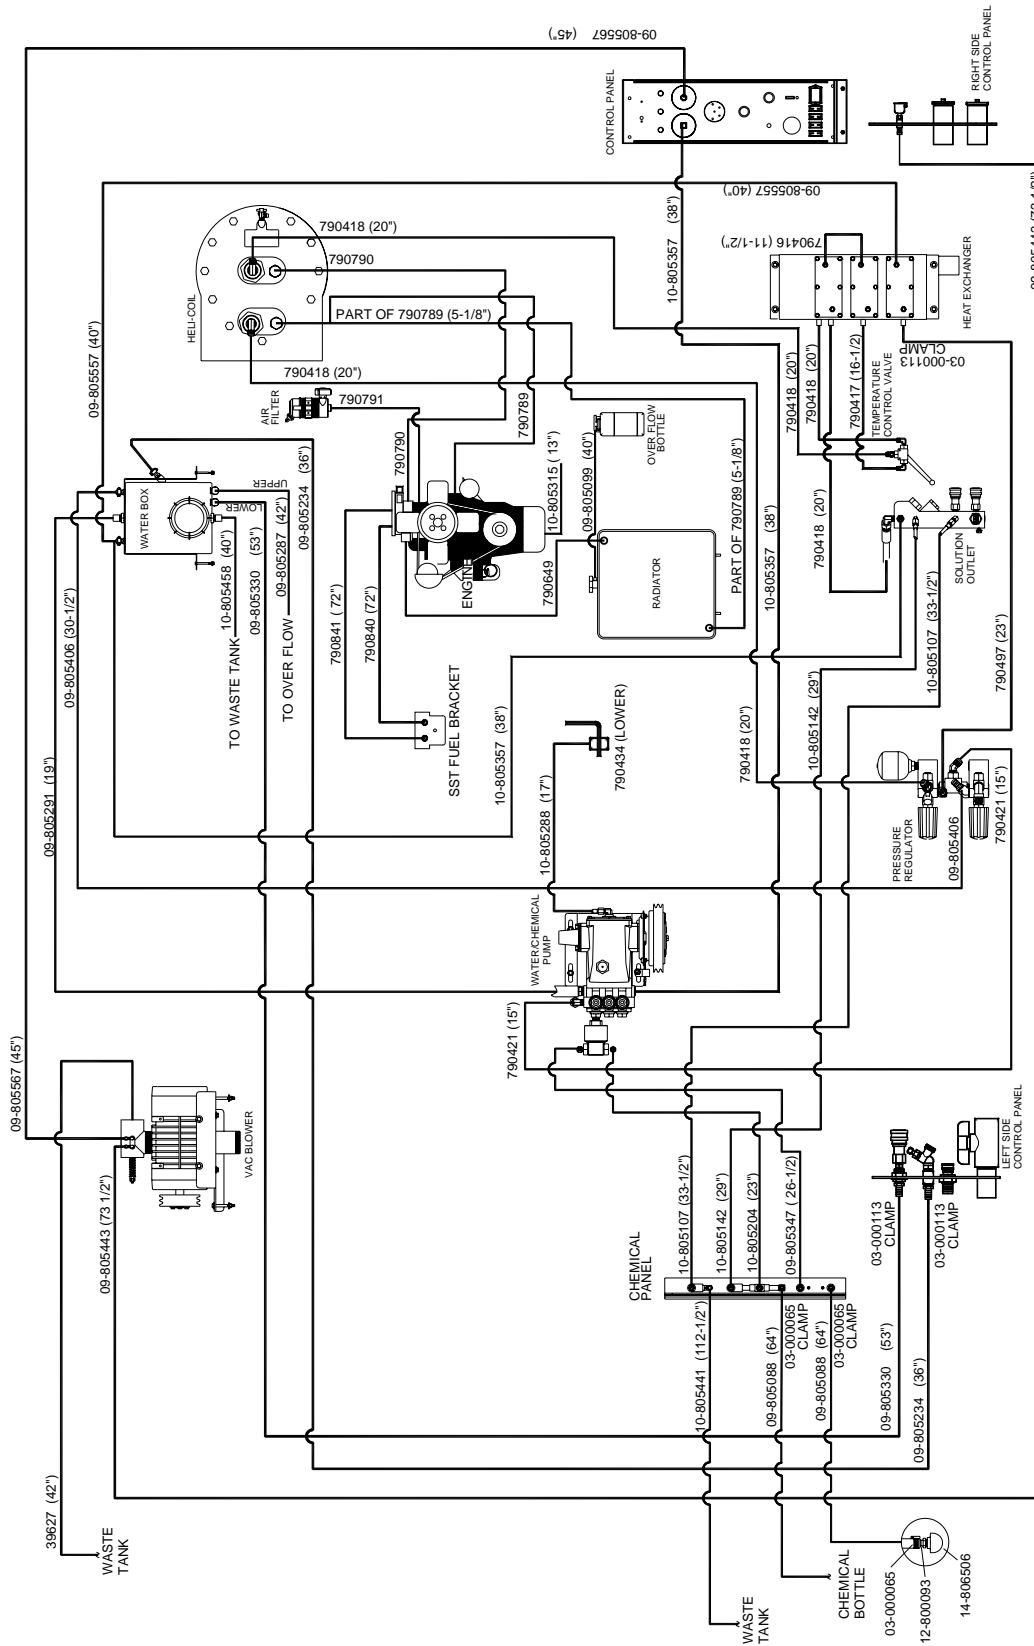 09-805567 (45")
CONTROL PANEL
RIGHT SIDE
CONTROL PANEL
09-805557 (40")
790416 (11-1/2")
10-805357 (38")
HEAT EXCHANGER
03-000113
CLAMP
HELI-COIL
790418 (20")
790790
PART OF 790789 (5-1/8")
790418 (20")
790789
AIR
FILTER
790791
790790
09-805557 (40")
WATER BOX
UPPER
LOWER
09-805234 (36")
09-805287 (42")
09-805330 (53")
10-805458 (40")
TO WASTE TANK
TO OVER FLOW
09-805406 (30-1/2")
09-805291 (19")
ENGINE
10-805315 ( 13")
09-805099 (40")
OVER FLOW
BOTTLE
RADIATOR
790649
PART OF 790789 (5-1/8")
10-805357 (38")
790841 ( 72")
790840 (72")
SST FUEL BRACKET
790418 (20")
790418 (20")
790417 (16-1/2)
TEMPERATURE
CONTROL VALVE
790418 (20")
SOLUTION
OUTLET
10-805107 (33-1/2")
790497 (23")
10-805142 (29")
790418 (20")
10-805357 (38")
790434 (LOWER)
10-805288 (17")
PRESSURE
REGULATOR
09-805406
790421 (15")
WATER/CHEMICAL
PUMP
790421 (15")
09-805567 (45")
VAC BLOWER
09-805443 (73 1/2")
39627 (42")
WASTE
TANK
CHEMICAL
PANEL
10-805107 (33-1/2")
10-805142 (29")
10-805204 (23")
09-805347 ( 26-1/2)
10-805441 (112-1/2")
09-805088 (64")
03-000065
CLAMP
09-805088 (64")
03-000065
CLAMP
LEFT SIDE
CONTROL PANEL
03-000113
CLAMP
03-000113
CLAMP
09-805330 (53")
09-805234 (36")
WASTE
TANK
CHEMICAL
BOTTLE
03-000065
12-800093
14-806506